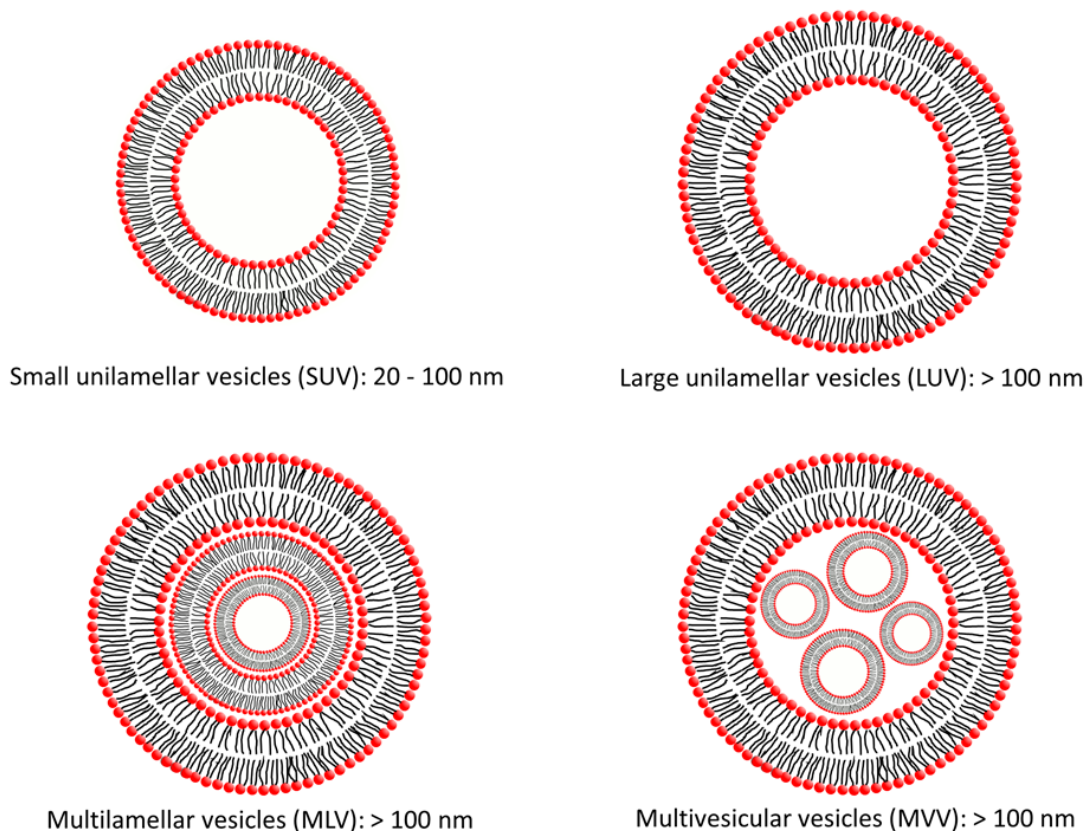 Small unilamellar vesicles (SUV): 20 - 100 nm
Large unilamellar vesicles (LUV): > 100 nm
Multilamellar vesicles (MLV): > 100 nm
Multivesicular vesicles (MVV): > 100 nm